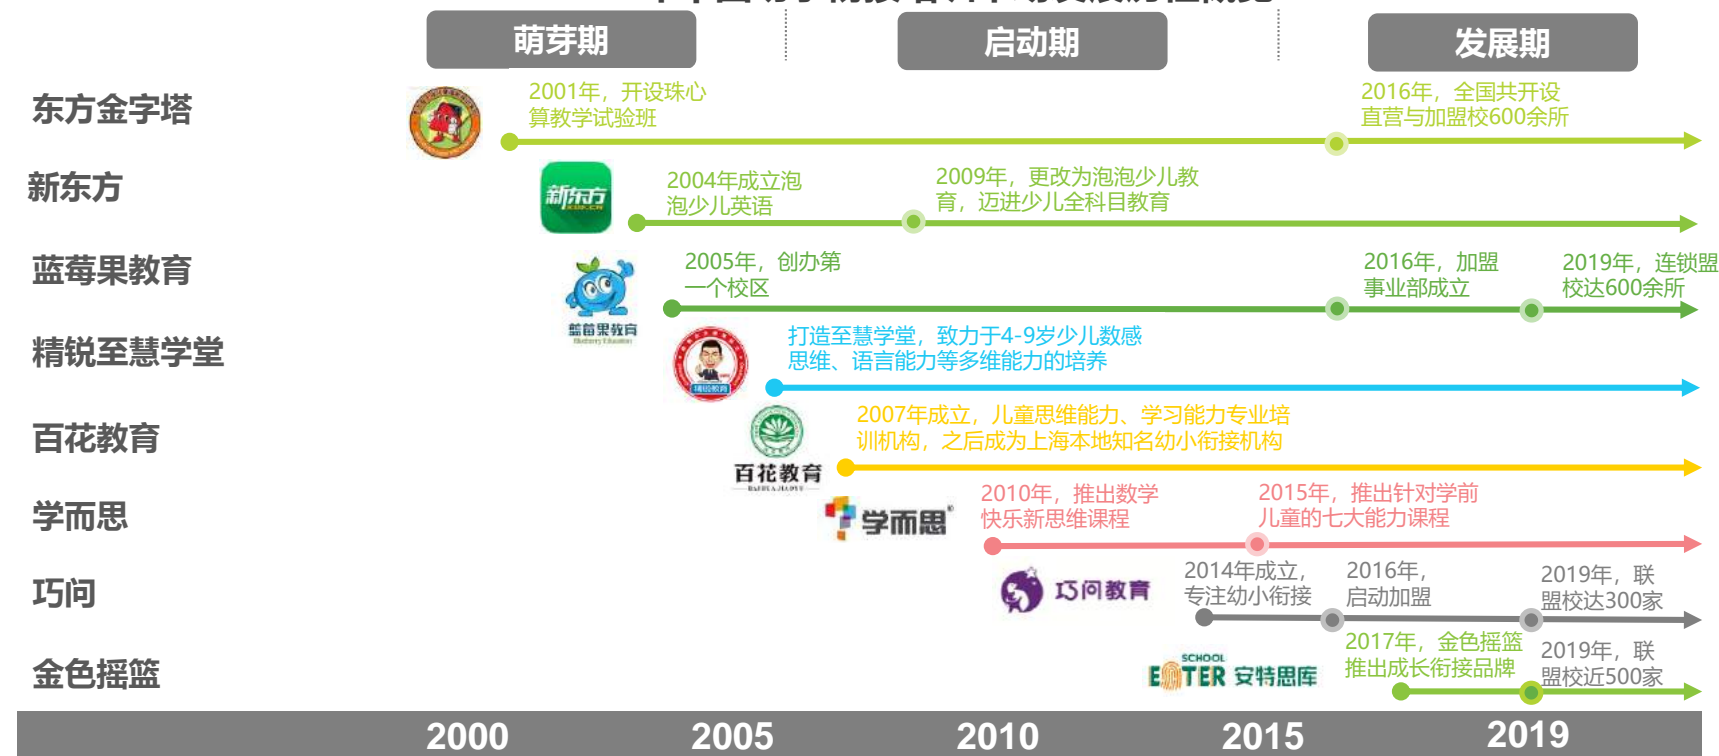 萌芽期
启动期
发展期
东方金字塔
2001年，开设珠心
算教学试验班
2016年，全国共开设
直营与加盟校600余所
新东方
新东方
XDF.CN
2004年成立泡
泡少儿英语
2009年，更改为泡泡少儿教
育，迈进少儿全科目教育
蓝莓果教育
蓝莓果教育
Blueberry Education
2005年，创办第
一个校区
2016年，加盟
事业部成立
2019年，连锁盟
校达600余所
精锐至慧学堂
精锐教育
打造至慧学堂，致力于4-9岁少儿数感
思维、语言能力等多维能力的培养
百花教育
百花教育
BAIHUA JIAOYU
2007年成立，儿童思维能力、学习能力专业培
训机构，之后成为上海本地知名幼小衔接机构
学而思
学而思®
2010年，推出数学
快乐新思维课程
2015年，推出针对学前
儿童的七大能力课程
巧问
巧问教育
2014年成立，
专注幼小衔接
2016年，
启动加盟
2019年，联
盟校达300家
金色摇篮
SCHOOL
ENTER 安特思库
2017年，金色摇篮
推出成长衔接品牌
2019年，联
盟校近500家
2000
2005
2010
2015
2019